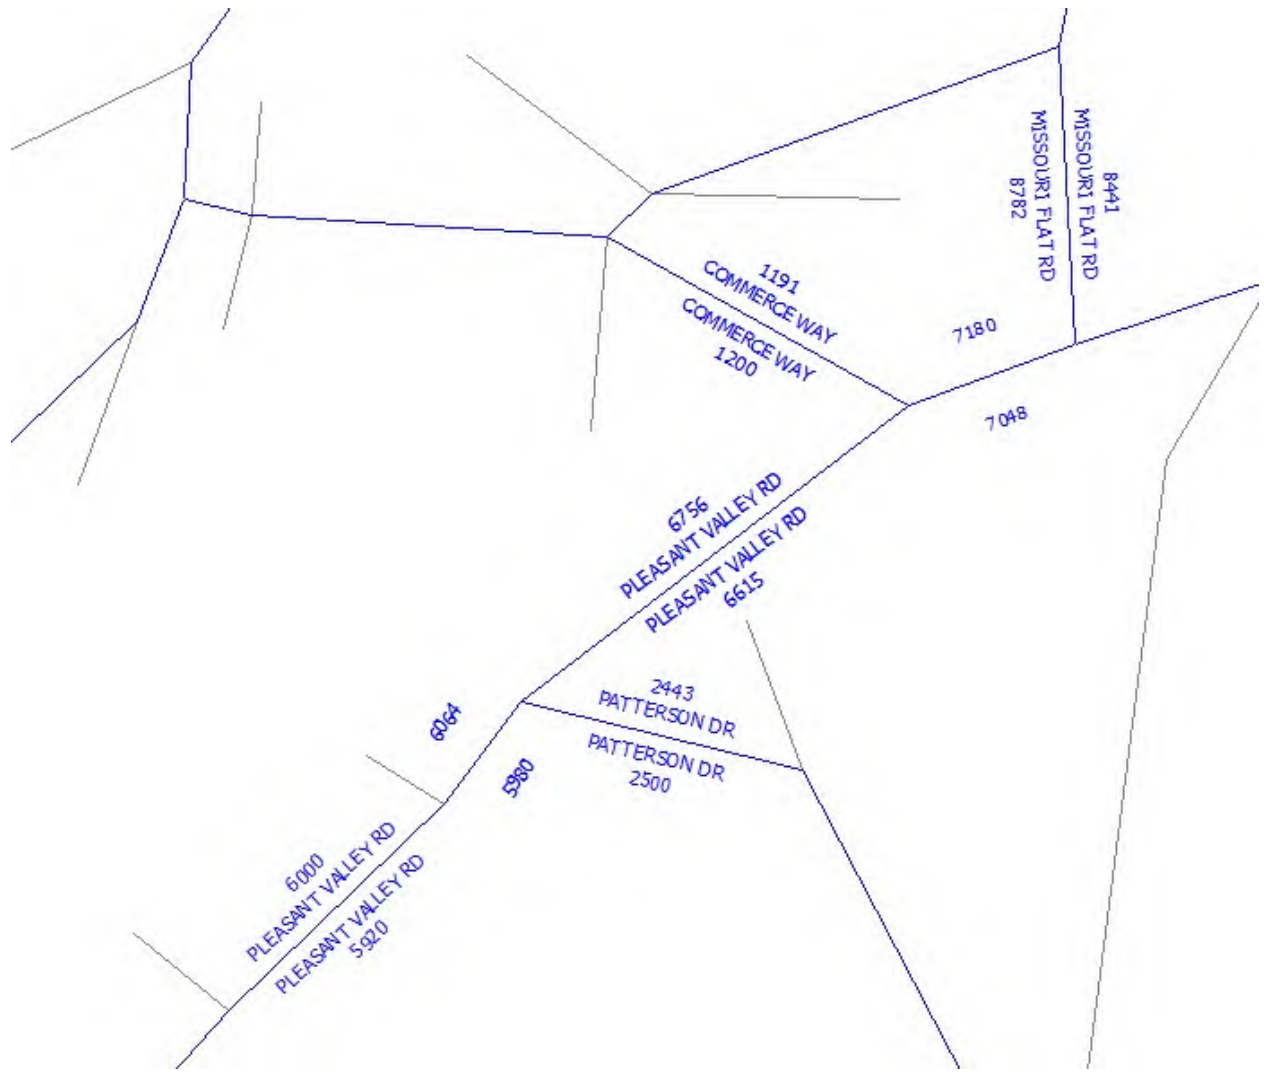 MISSOURI FLAT RD
8782
8441
MISSOURI FLAT RD
1191
COMMERCE WAY
COMMERCE WAY
1200
7180
7048
6756
PLEASANT VALLEY RD
PLEASANT VALLEY RD
6615
2443
PATTERSON DR
PATTERSON DR
2500
6064
5980
6000
PLEASANT VALLEY RD
PLEASANT VALLEY RD
5920